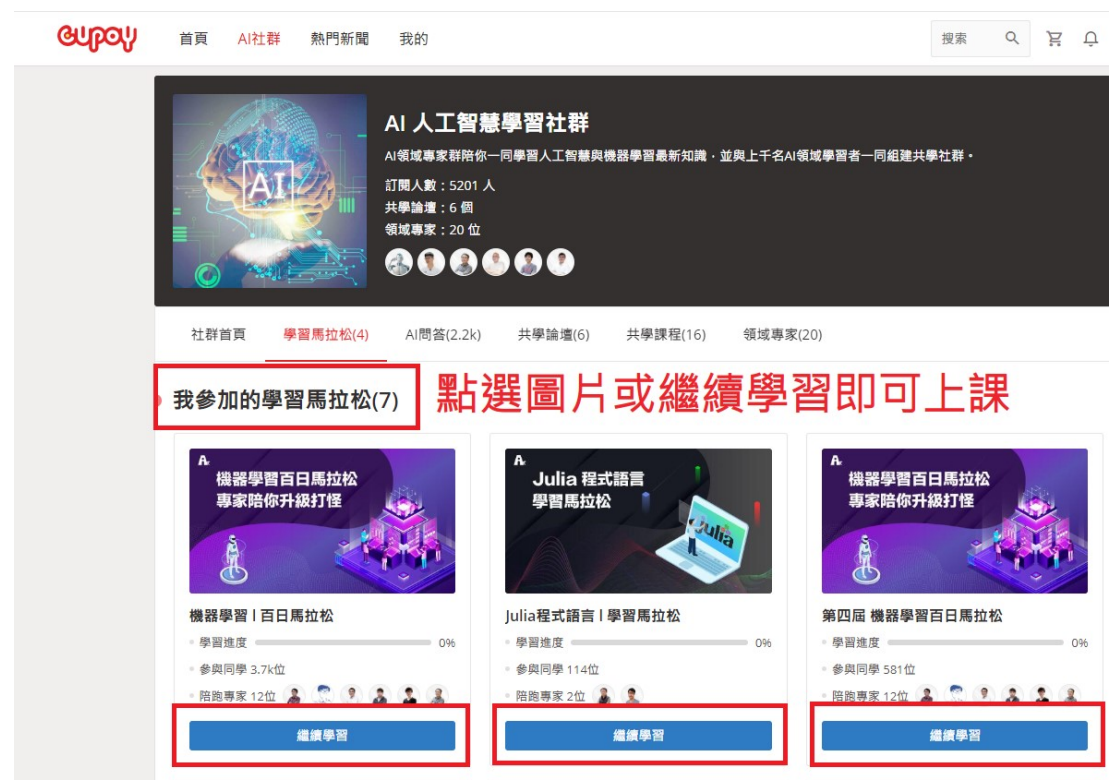 cupoy
首頁 AI社群 熱門新聞 我的 搜索
AI
AI 人工智慧學習社群
AI領域專家群陪你一同學習人工智慧與機器學習最新知識，並與上千名AI領域學習者一同組建共學社群。
訂閱人數：5201 人
共學論壇：6 個
領域專家：20 位
社群首頁 學習馬拉松(4) AI問答(2.2k) 共學論壇(6) 共學課程(16) 領域專家(20)
我參加的學習馬拉松(7)
點選圖片或繼續學習即可上課
機器學習百日馬拉松
專家陪你升級打怪
機器學習 | 百日馬拉松
學習進度 0%
參與同學 3.7k位
陪跑專家 12位
繼續學習
Julia 程式語言
學習馬拉松
Julia
Julia程式語言 | 學習馬拉松
學習進度 0%
參與同學 114位
陪跑專家 2位
繼續學習
機器學習百日馬拉松
專家陪你升級打怪
第四屆 機器學習百日馬拉松
學習進度 0%
參與同學 581位
陪跑專家 12位
繼續學習